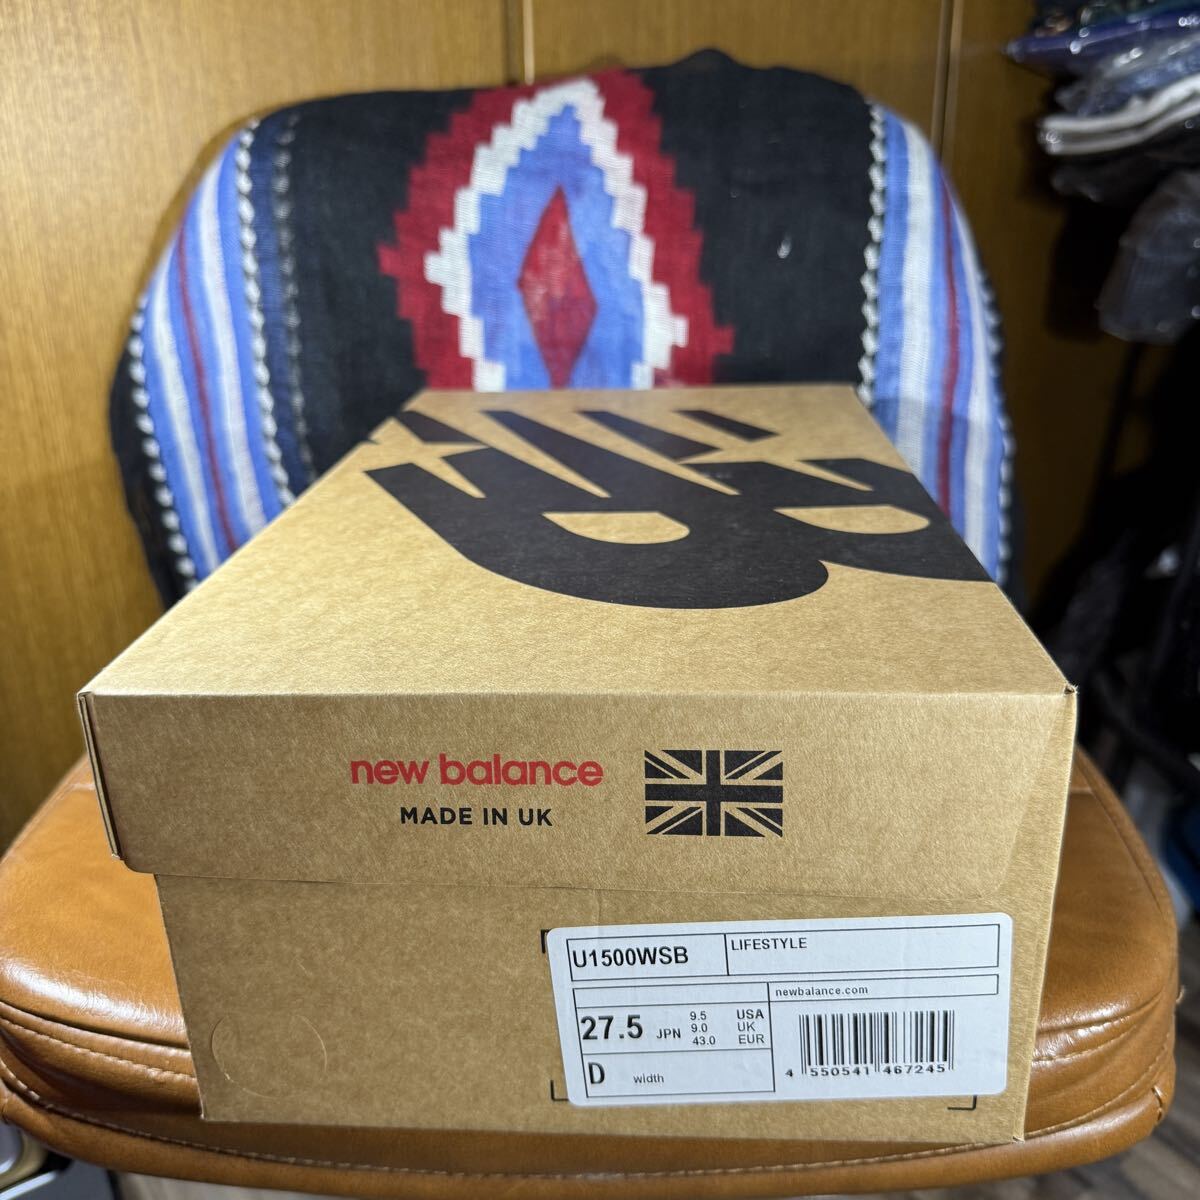 NB
new balance
MADE IN UK
U1500WSB
LIFESTYLE
newbalance.com
27.5 JPN
9.5 USA
9.0 UK
43.0 EUR
D width
4 550541 467245